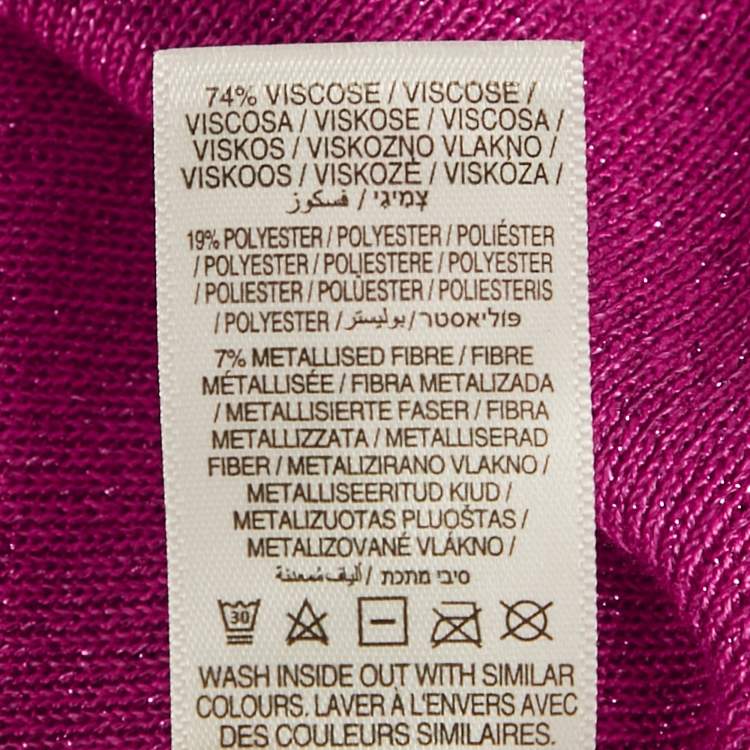 74% VISCOSE / VISCOSE /
VISCOSA / VISKOSE / VISCOSA /
VISKOS / VISKOZNO VLAKNO /
VISKOOS / VISKOZĖ / VISKÓZA /
צָמִיגִי / فسكوز
19% POLYESTER / POLYESTER / POLIÉSTER
/ POLYESTER / POLIESTERE / POLYESTER
/ POLIESTER / POLÜESTER / POLIESTERIS
/ POLYESTER / פּוֹלִיאֶסטֶר / بوليستر
7% METALLISED FIBRE / FIBRE
MÉTALLISÉE / FIBRA METALIZADA
/ METALLISIERTE FASER / FIBRA
METALLIZZATA / METALLISERAD
FIBER / METALIZIRANO VLAKNO /
METALLISEERITUD KIUD /
METALIZUOTAS PLUOŠTAS /
METALIZOVANÉ VLÁKNO /
סיבי מתכת / ألياف مُمعدنة
30
WASH INSIDE OUT WITH SIMILAR
COLOURS. LAVER À L'ENVERS AVEC
DES COULEURS SIMILAIRES.